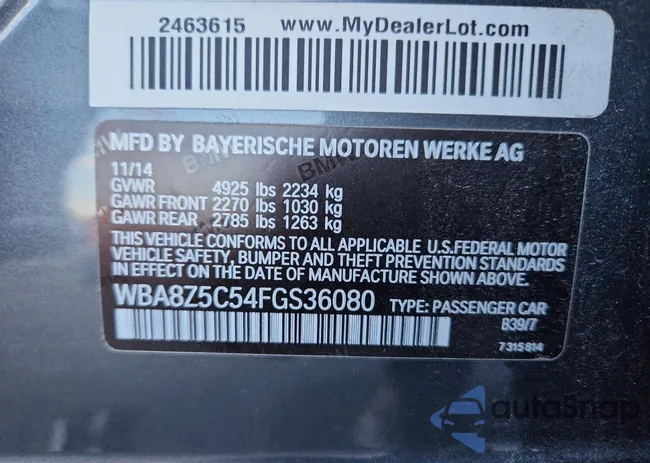 2463615 www.MyDealerLot.com
MFD BY BAYERISCHE MOTOREN WERKE AG
11/14
GVWR 4925 lbs 2234 kg
GAWR FRONT 2270 lbs 1030 kg
GAWR REAR 2785 lbs 1263 kg
THIS VEHICLE CONFORMS TO ALL APPLICABLE U.S.FEDERAL MOTOR
VEHICLE SAFETY, BUMPER AND THEFT PREVENTION STANDARDS
IN EFFECT ON THE DATE OF MANUFACTURE SHOWN ABOVE.
WBA8Z5C54FGS36080 TYPE: PASSENGER CAR
B39/7
7315814
autoSnap